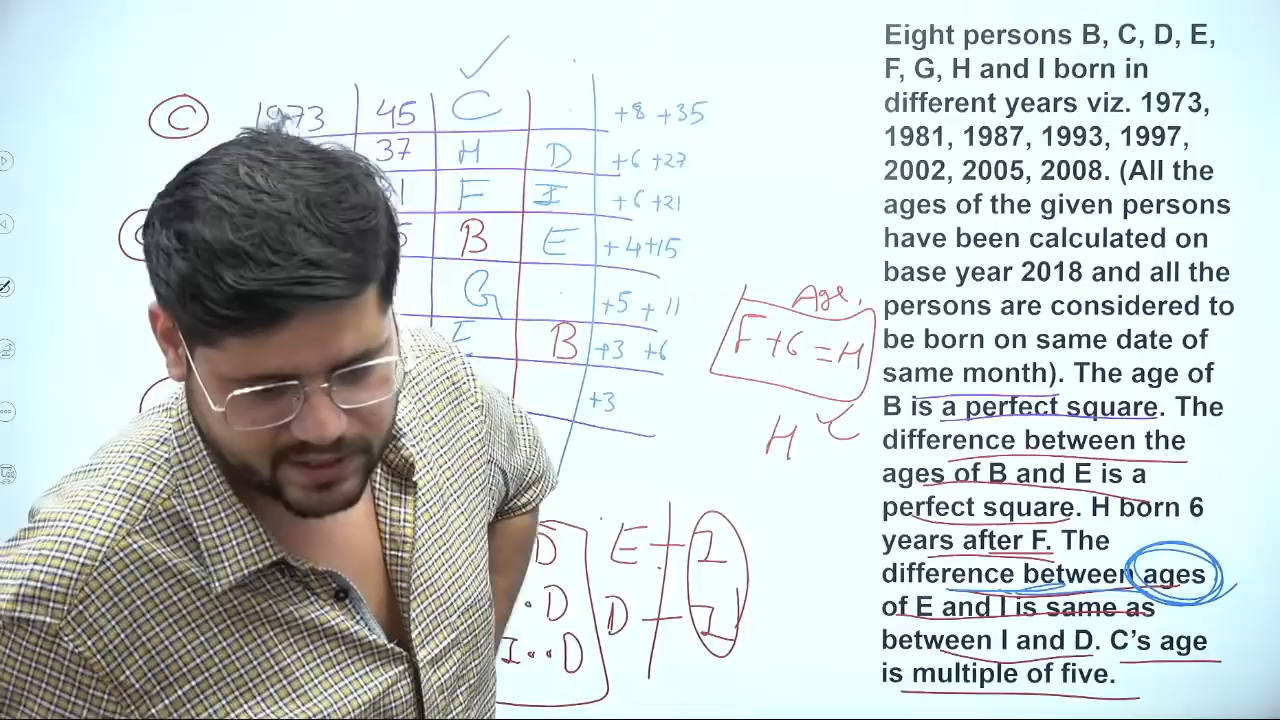 Eight persons B, C, D, E,
F, G, H and I born in
different years viz. 1973,
1981, 1987, 1993, 1997,
2002, 2005, 2008. (All the
ages of the given persons
have been calculated on
base year 2018 and all the
persons are considered to
be born on same date of
same month). The age of
B is a perfect square. The
difference between the
ages of B and E is a
perfect square. H born 6
years after F. The
difference between ages
of E and I is same as
between I and D. C's age
is multiple of five.
C 1973 45 C +8 +35
37 H D +6 +27
F I +6 +21
B E +4 +15
G +5 + 11
B +3 +6
+3
Age
F + 6 = H
H
D E I
D D I
I D